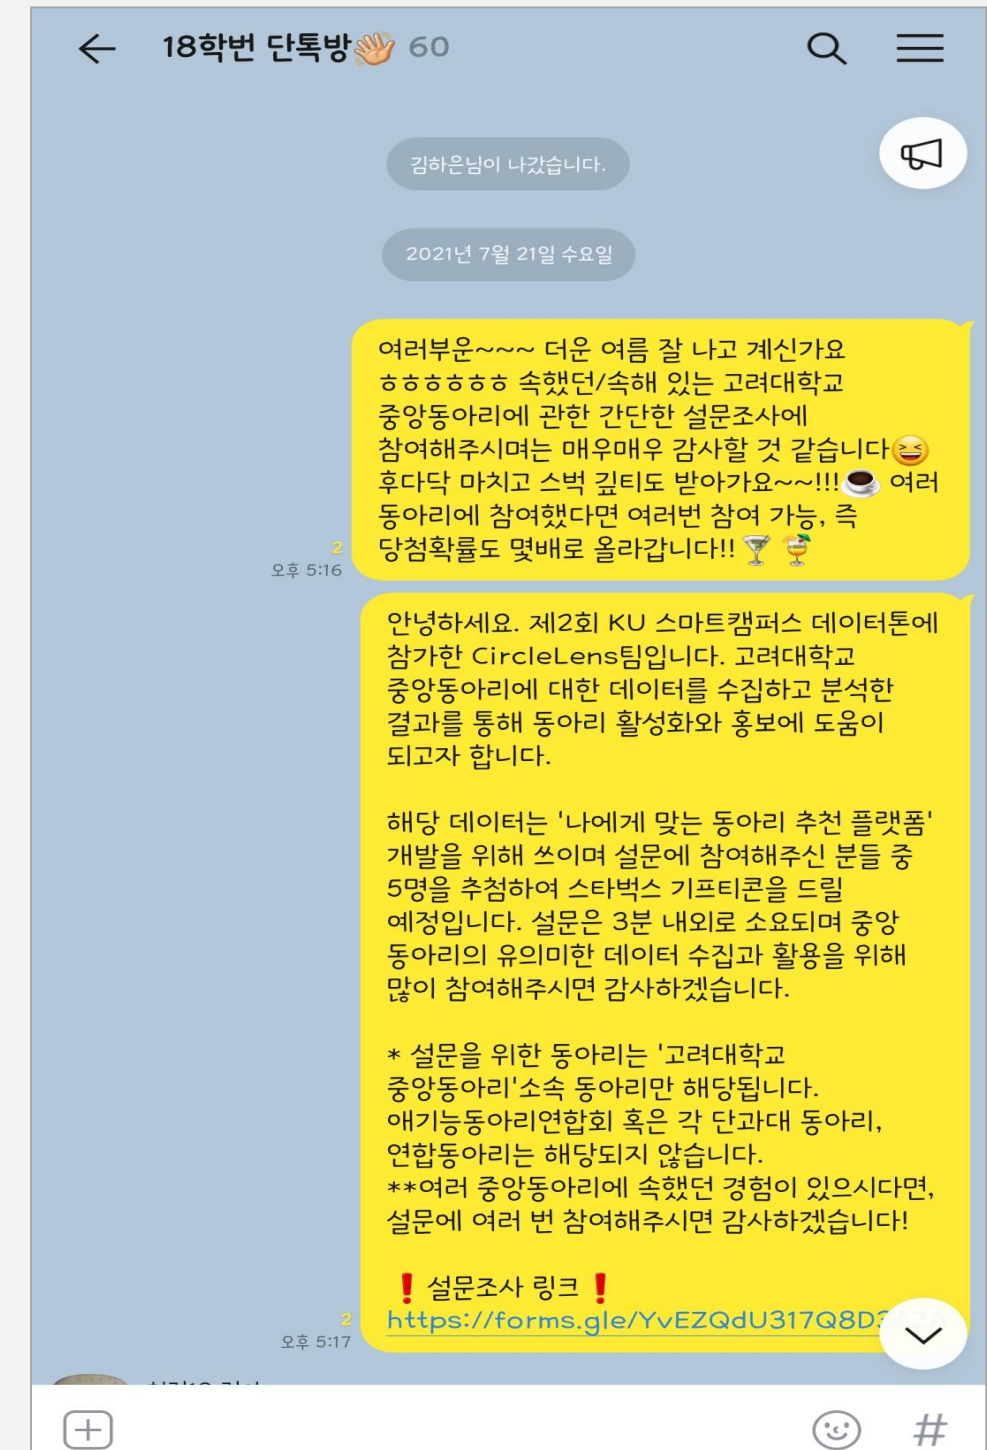 18학번 단톡방👋 60
김하은님이 나갔습니다.
2021년 7월 21일 수요일
여러부운~~~ 더운 여름 잘 나고 계신가요
ㅎㅎㅎㅎㅎㅎ 속했던/속해 있는 고려대학교
중앙동아리에 관한 간단한 설문조사에
참여해주시며는 매우매우 감사할 것 같습니다😆
후다닥 마치고 스벅 깊티도 받아가요~~!!!☕ 여러
동아리에 참여했다면 여러번 참여 가능, 즉
당첨확률도 몇배로 올라갑니다!!🍸🍹
2
오후 5:16
안녕하세요. 제2회 KU 스마트캠퍼스 데이터톤에
참가한 CircleLens팀입니다. 고려대학교
중앙동아리에 대한 데이터를 수집하고 분석한
결과를 통해 동아리 활성화와 홍보에 도움이
되고자 합니다.
해당 데이터는 '나에게 맞는 동아리 추천 플랫폼'
개발을 위해 쓰이며 설문에 참여해주신 분들 중
5명을 추첨하여 스타벅스 기프티콘을 드릴
예정입니다. 설문은 3분 내외로 소요되며 중앙
동아리의 유의미한 데이터 수집과 활용을 위해
많이 참여해주시면 감사하겠습니다.
* 설문을 위한 동아리는 '고려대학교
중앙동아리'소속 동아리만 해당됩니다.
애기능동아리연합회 혹은 각 단과대 동아리,
연합동아리는 해당되지 않습니다.
**여러 중앙동아리에 속했던 경험이 있으시다면,
설문에 여러 번 참여해주시면 감사하겠습니다!
❗ 설문조사 링크 ❗
https://forms.gle/YvEZQdU317Q8D
2
오후 5:17
#